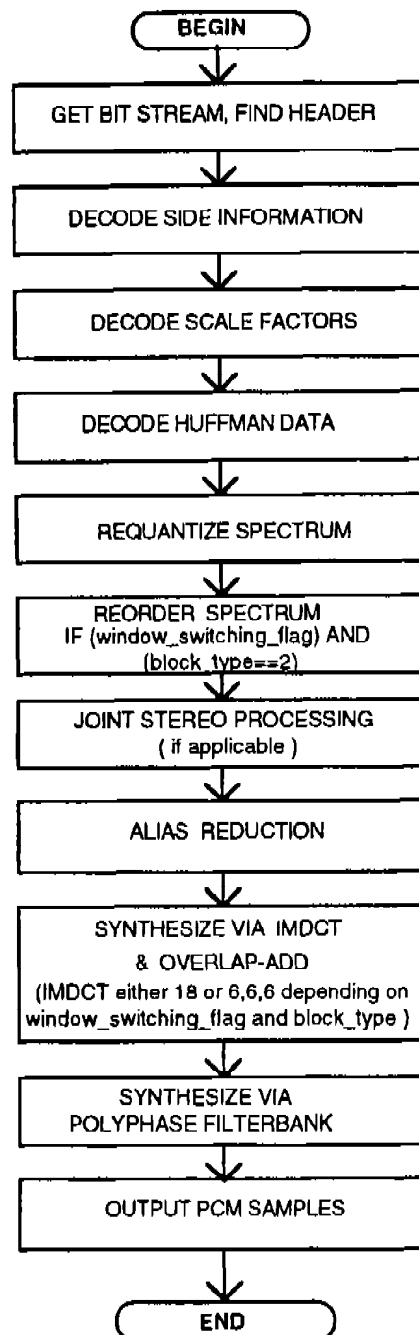 BEGIN
GET BIT STREAM, FIND HEADER
DECODE SIDE INFORMATION
DECODE SCALE FACTORS
DECODE HUFFMAN DATA
REQUANTIZE SPECTRUM
REORDER SPECTRUM
IF (window_switching_flag) AND
(block_type==2)
JOINT STEREO PROCESSING
( if applicable )
ALIAS REDUCTION
SYNTHESIZE VIA IMDCT
& OVERLAP-ADD
(IMDCT either 18 or 6,6,6 depending on
window_switching_flag and block_type )
SYNTHESIZE VIA
POLYPHASE FILTERBANK
OUTPUT PCM SAMPLES
END